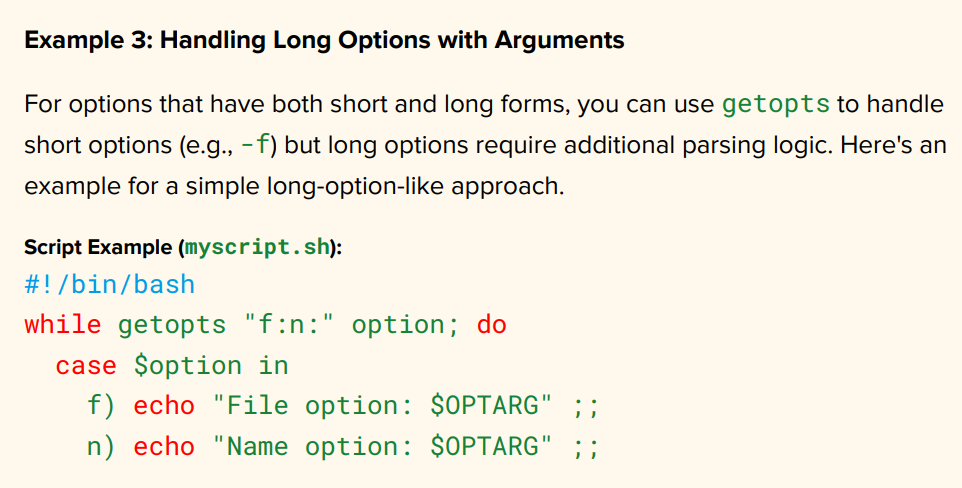 Example 3: Handling Long Options with Arguments
For options that have both short and long forms, you can use getopts to handle
short options (e.g., -f) but long options require additional parsing logic. Here's an
example for a simple long-option-like approach.
Script Example (myscript.sh):
#!/bin/bash
while getopts "f:n:" option; do
  case $option in
    f) echo "File option: $OPTARG" ;;
    n) echo "Name option: $OPTARG" ;;